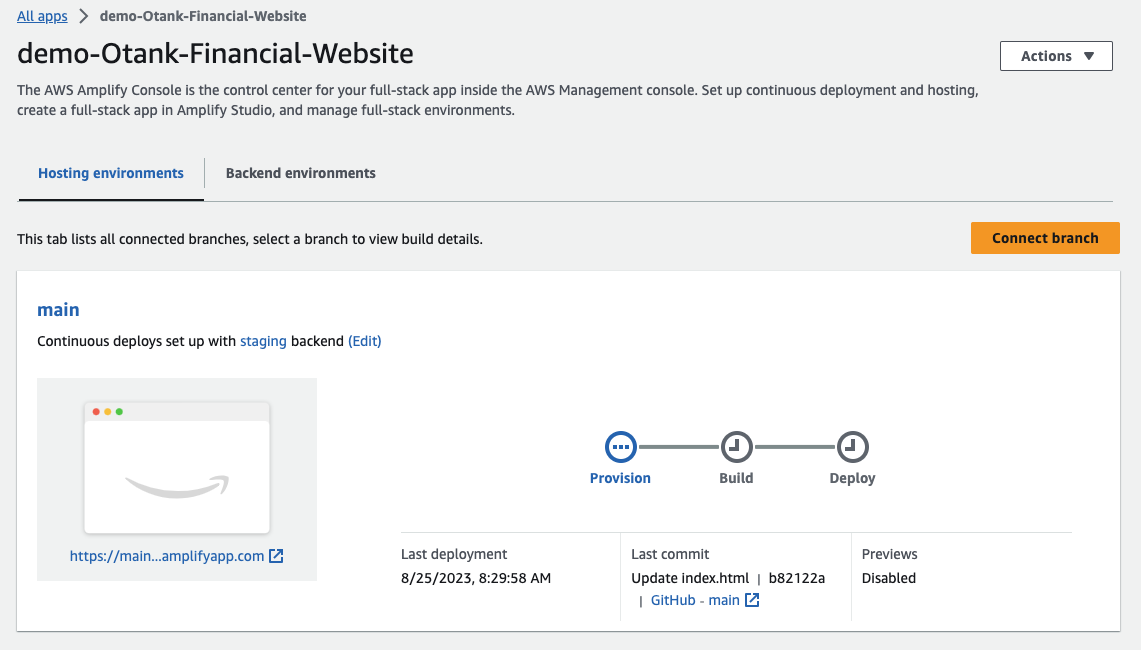 All apps > demo-Otank-Financial-Website
demo-Otank-Financial-Website
Actions ▼
The AWS Amplify Console is the control center for your full-stack app inside the AWS Management console. Set up continuous deployment and hosting,
create a full-stack app in Amplify Studio, and manage full-stack environments.
Hosting environments
Backend environments
This tab lists all connected branches, select a branch to view build details.
Connect branch
main
Continuous deploys set up with staging backend (Edit)
https://main...amplifyapp.com
Provision
Build
Deploy
Last deployment
8/25/2023, 8:29:58 AM
Last commit
Update index.html | b82122a
| GitHub - main
Previews
Disabled